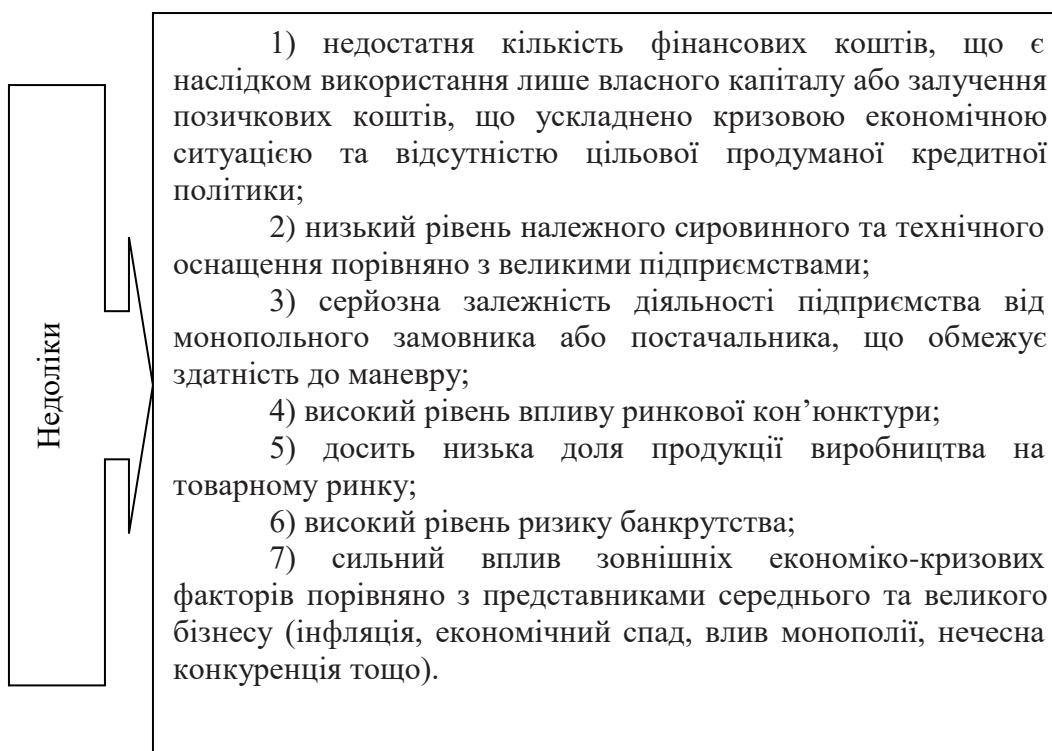 Недоліки
1) недостатня кількість фінансових коштів, що є
наслідком використання лише власного капіталу або залучення
позичкових коштів, що ускладнено кризовою економічною
ситуацією та відсутністю цільової продуманої кредитної
політики;
2) низький рівень належного сировинного та технічного
оснащення порівняно з великими підприємствами;
3) серйозна залежність діяльності підприємства від
монопольного замовника або постачальника, що обмежує
здатність до маневру;
4) високий рівень впливу ринкової кон’юнктури;
5) досить низька доля продукції виробництва на
товарному ринку;
6) високий рівень ризику банкрутства;
7) сильний вплив зовнішніх економіко-кризових
факторів порівняно з представниками середнього та великого
бізнесу (інфляція, економічний спад, влив монополії, нечесна
конкуренція тощо).